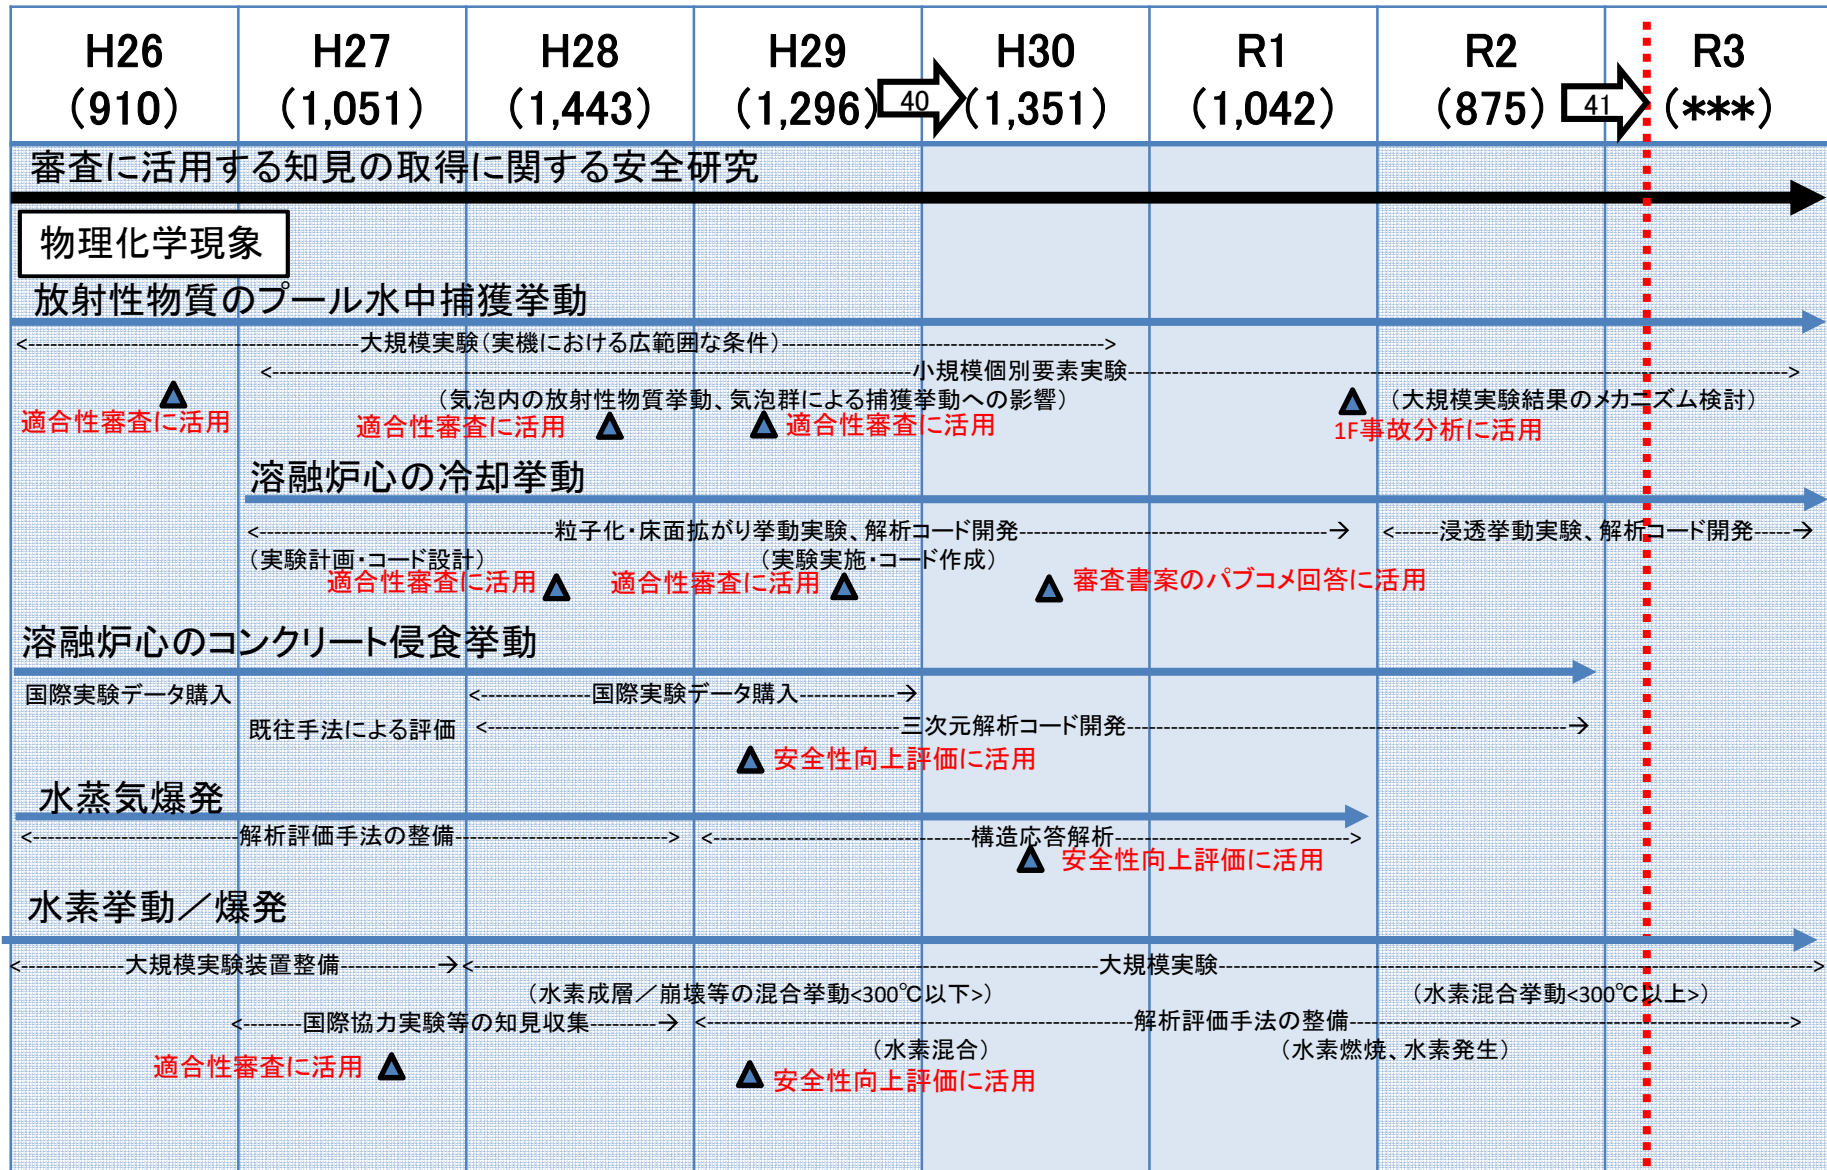 H26 H27 H28 H29 H30 R1 R2 R3
(910) (1,051) (1,443) (1,296) 40 (1,351) (1,042) (875) 41 (***)
審査に活用する知見の取得に関する安全研究
物理化学現象
放射性物質のプール水中捕獲挙動
<----大規模実験(実機における広範囲な条件)---->
<----小規模個別要素実験---->
(気泡内の放射性物質挙動、気泡群による捕獲挙動への影響) (大規模実験結果のメカニズム検討)
適合性審査に活用 適合性審査に活用 適合性審査に活用 1F事故分析に活用
溶融炉心の冷却挙動
<----粒子化・床面拡がり挙動実験、解析コード開発----→ <----浸透挙動実験、解析コード開発----→
(実験計画・コード設計) (実験実施・コード作成)
適合性審査に活用 適合性審査に活用 審査書案のパブコメ回答に活用
溶融炉心のコンクリート侵食挙動
国際実験データ購入 <----国際実験データ購入----→
既往手法による評価 <----三次元解析コード開発----→
安全性向上評価に活用
水蒸気爆発
<----解析評価手法の整備----> <----構造応答解析---->
安全性向上評価に活用
水素挙動／爆発
<----大規模実験装置整備----→ <----大規模実験---->
(水素成層／崩壊等の混合挙動<300℃以下>) (水素混合挙動<300℃以上>)
<----国際協力実験等の知見収集----→ <----解析評価手法の整備---->
(水素混合) (水素燃焼、水素発生)
適合性審査に活用 安全性向上評価に活用